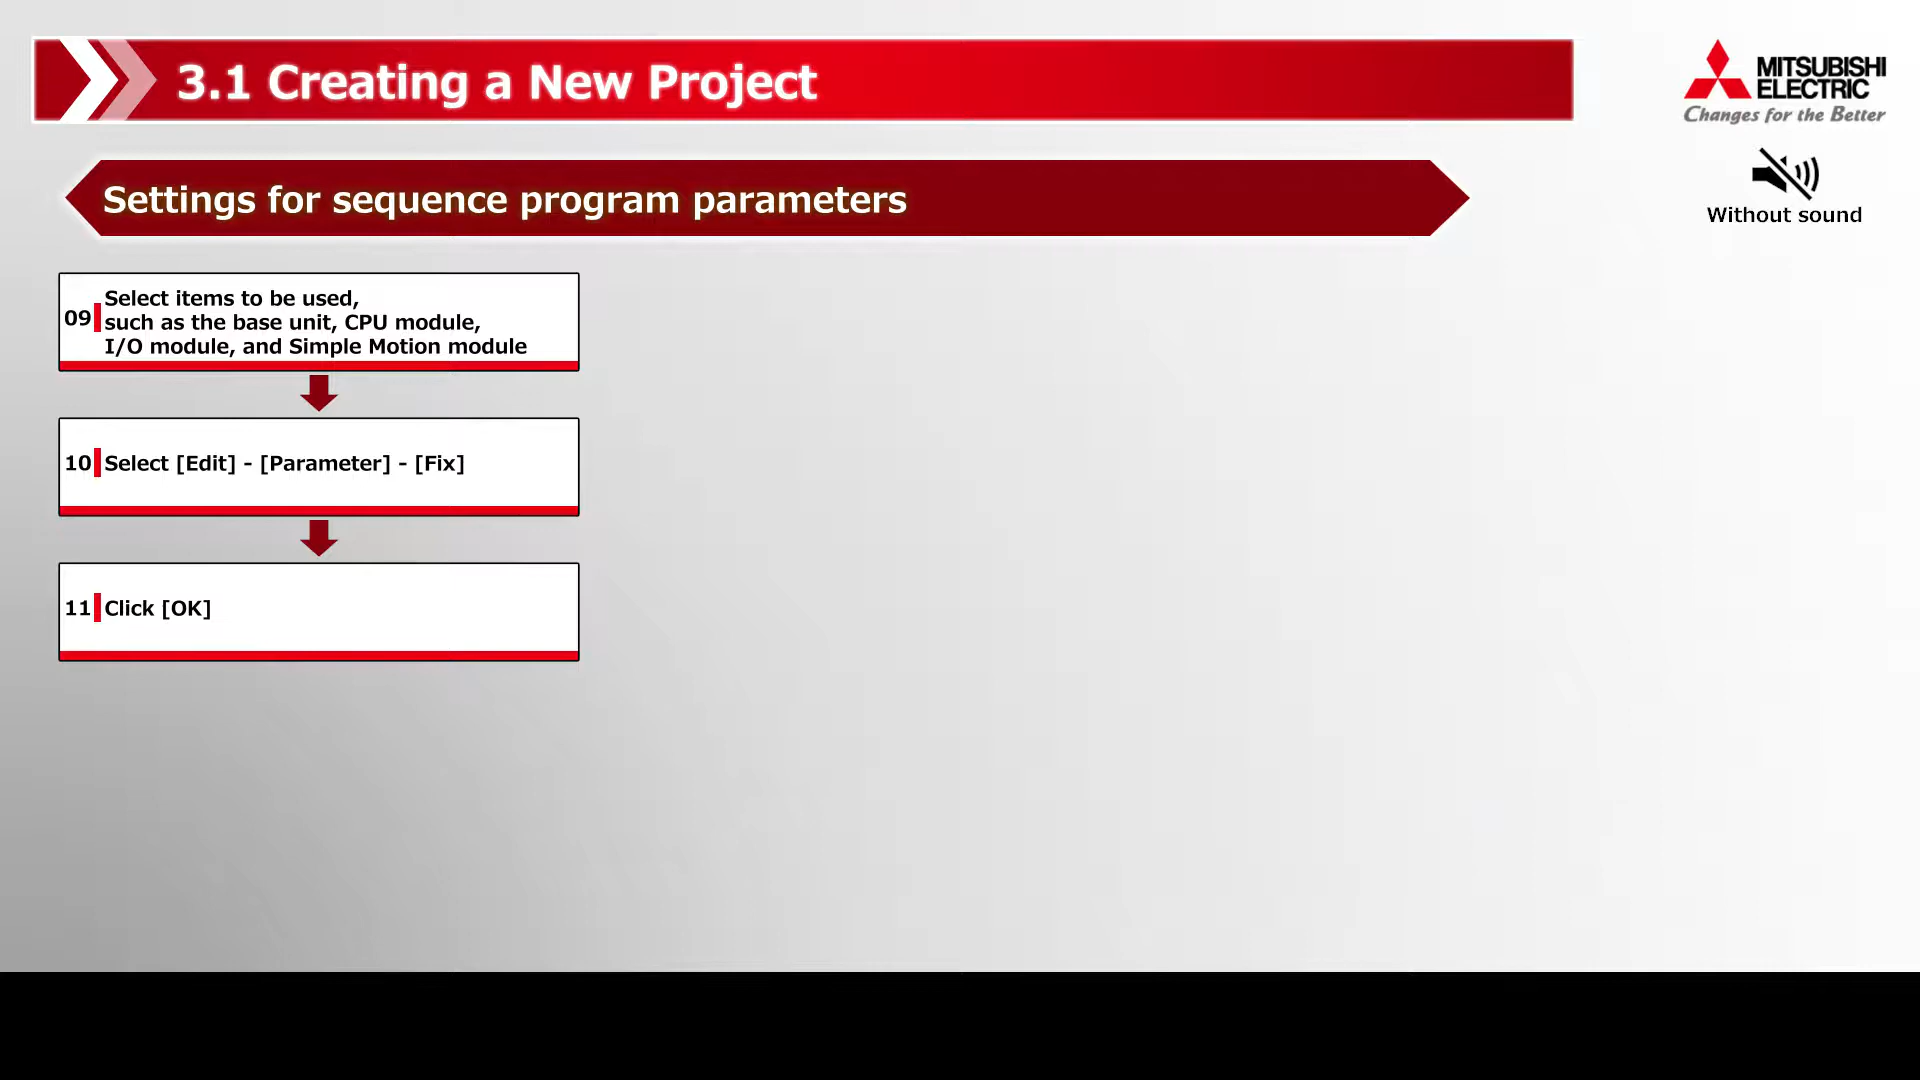 3.1 Creating a New Project
MITSUBISHI
ELECTRIC
Changes for the Better
Settings for sequence program parameters
Without sound
09
Select items to be used,
such as the base unit, CPU module,
I/O module, and Simple Motion module
10 Select [Edit] - [Parameter] - [Fix]
11 Click [OK]